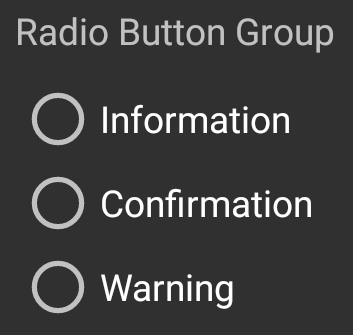 Radio Button Group
Information
Confirmation
Warning